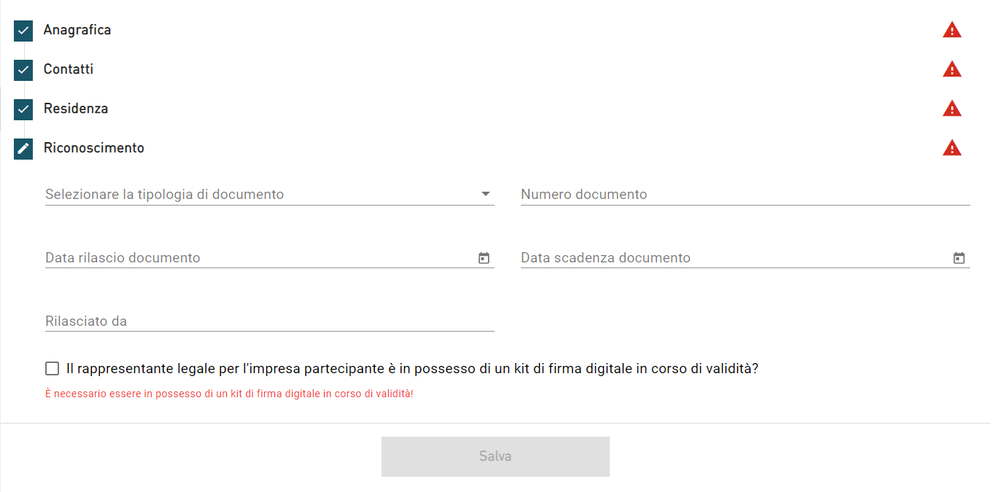 Anagrafica
Contatti
Residenza
Riconoscimento
Selezionare la tipologia di documento
Numero documento
Data rilascio documento
Data scadenza documento
Rilasciato da
Il rappresentante legale per l'impresa partecipante è in possesso di un kit di firma digitale in corso di validità?
È necessario essere in possesso di un kit di firma digitale in corso di validità!
Salva